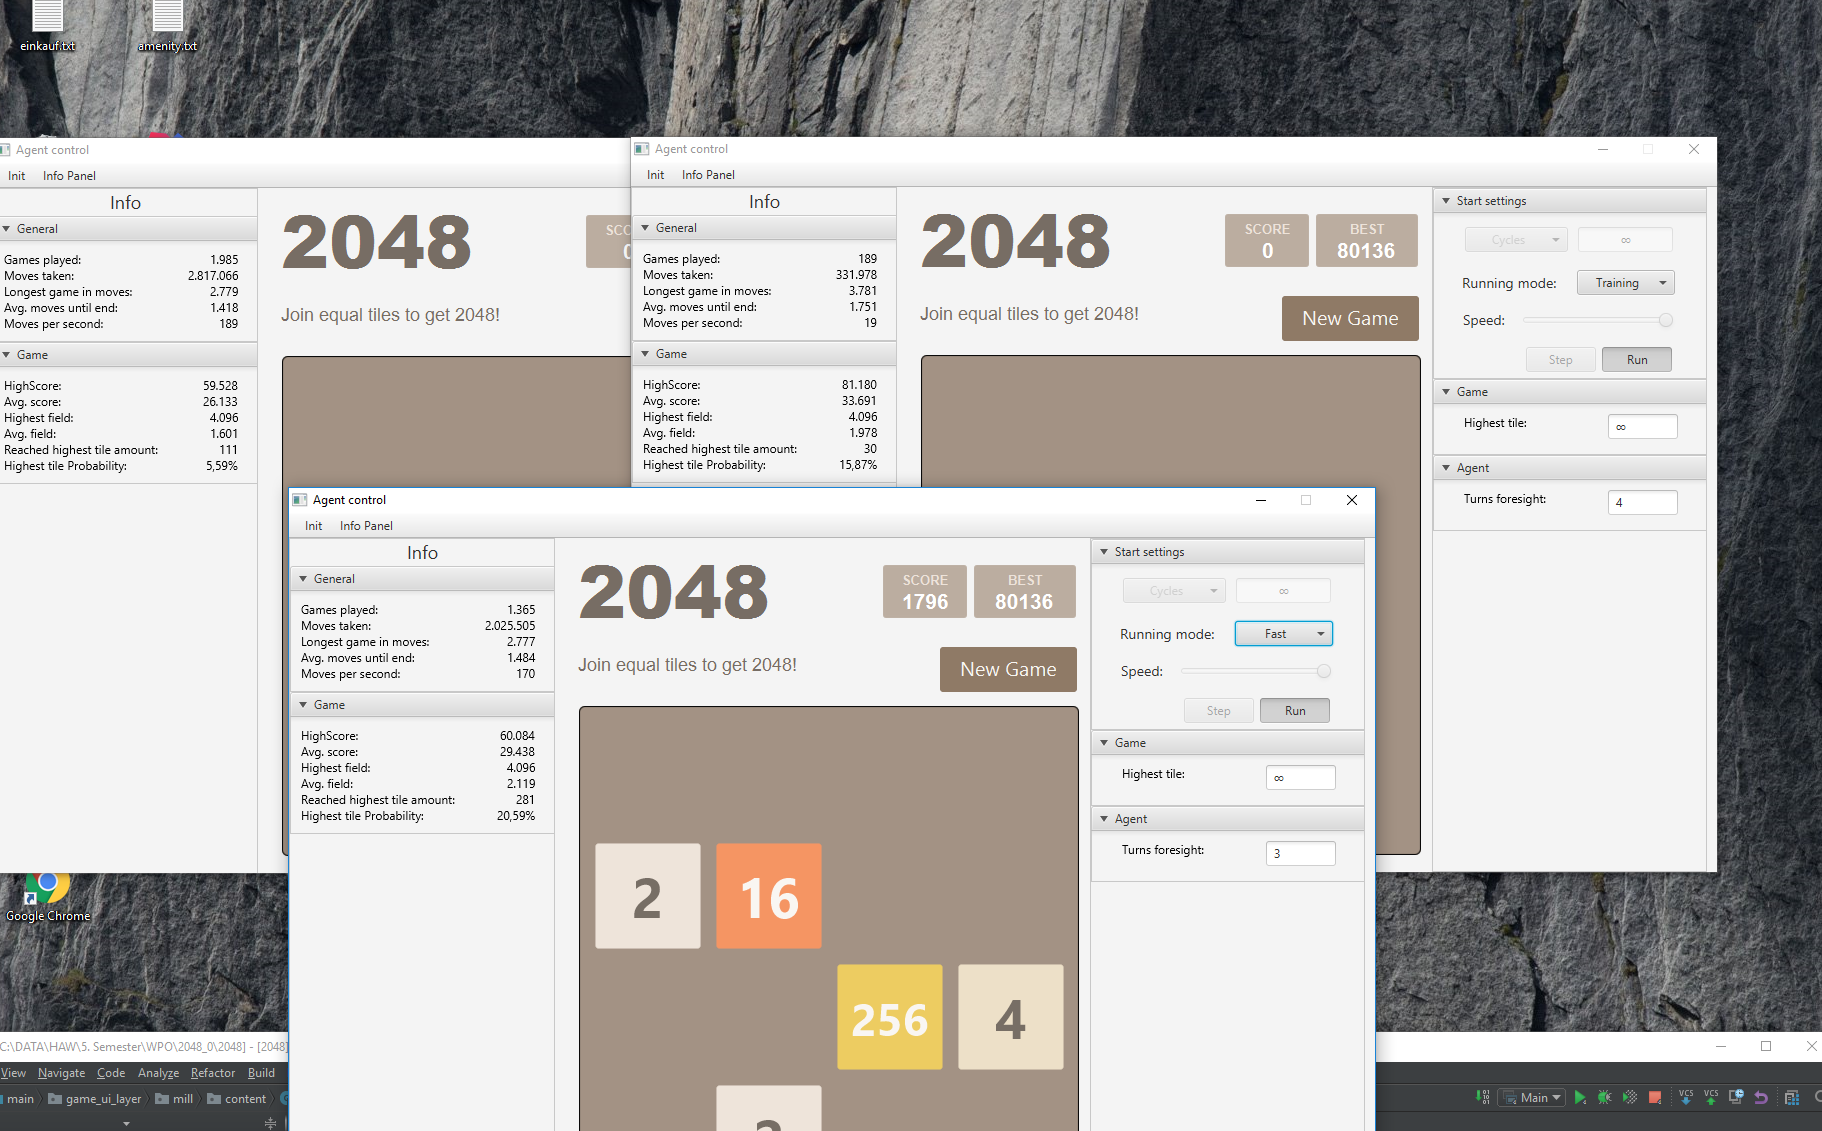 einkauf.txt
amenity.txt
Agent control
Init Info Panel
Info
General
Games played: 1.985
Moves taken: 2.817.066
Longest game in moves: 2.779
Avg. moves until end: 1.418
Moves per second: 189
Game
HighScore: 59.528
Avg. score: 26.133
Highest field: 4.096
Avg. field: 1.601
Reached highest tile amount: 111
Highest tile Probability: 5,59%
2048
Join equal tiles to get 2048!
Agent control
Init Info Panel
Info
General
Games played: 189
Moves taken: 331.978
Longest game in moves: 3.781
Avg. moves until end: 1.751
Moves per second: 19
Game
HighScore: 81.180
Avg. score: 33.691
Highest field: 4.096
Avg. field: 1.978
Reached highest tile amount: 30
Highest tile Probability: 15,87%
2048
SCORE
0
BEST
80136
Join equal tiles to get 2048!
New Game
Start settings
Cycles ∞
Running mode: Training
Speed:
Step Run
Game
Highest tile: ∞
Agent
Turns foresight: 4
Agent control
Init Info Panel
Info
General
Games played: 1.365
Moves taken: 2.025.505
Longest game in moves: 2.777
Avg. moves until end: 1.484
Moves per second: 170
Game
HighScore: 60.084
Avg. score: 29.438
Highest field: 4.096
Avg. field: 2.119
Reached highest tile amount: 281
Highest tile Probability: 20,59%
2048
SCORE
1796
BEST
80136
Join equal tiles to get 2048!
New Game
2 16
256 4
Start settings
Cycles ∞
Running mode: Fast
Speed:
Step Run
Game
Highest tile: ∞
Agent
Turns foresight: 3
Google Chrome
C:\DATA\HAW\5. Semester\WPO\2048_0\2048] - [2048]
View Navigate Code Analyze Refactor Build
main game_ui_layer mill content
Main
VCS VCS